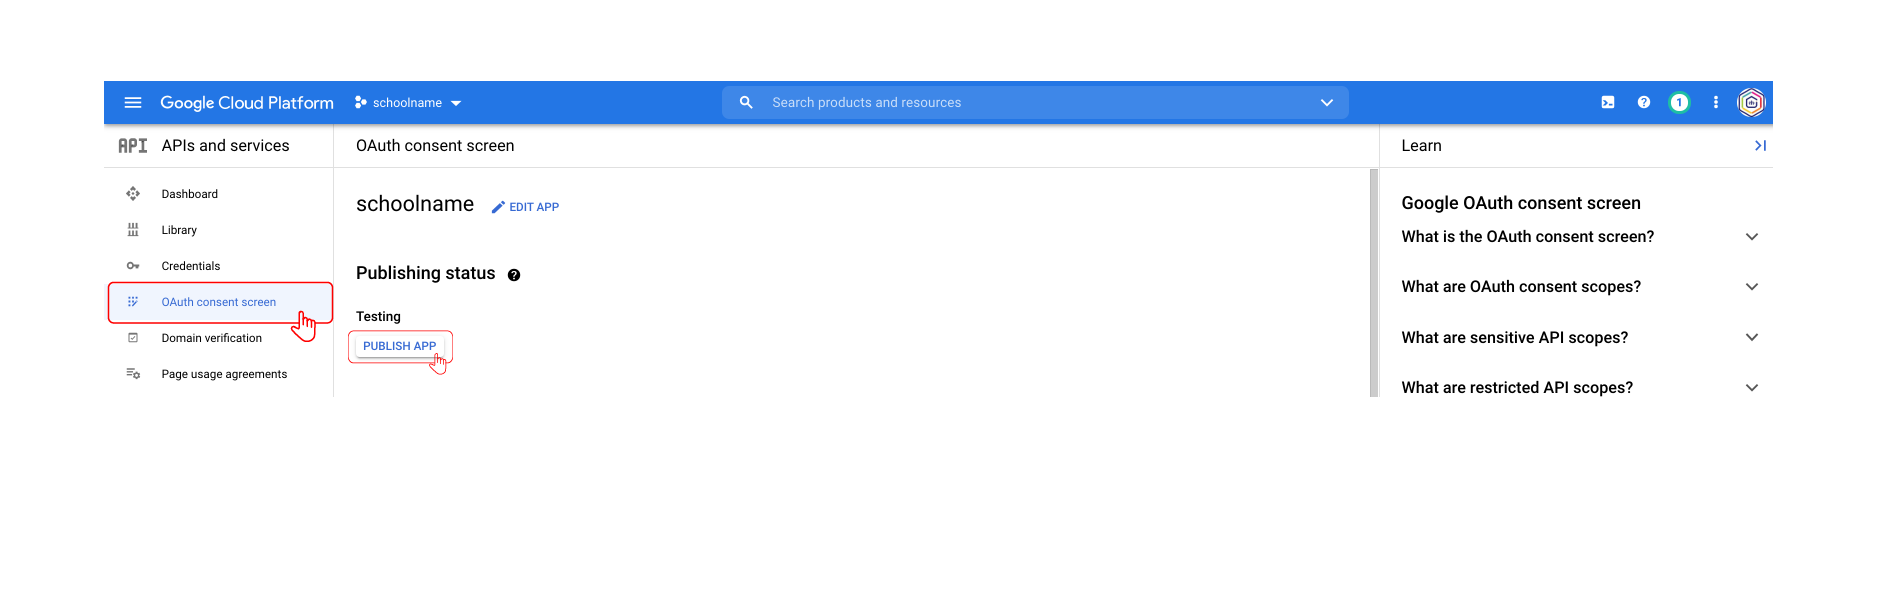 Google Cloud Platform schoolname Search products and resources 1
API APIs and services
OAuth consent screen
Learn
Dashboard
Library
Credentials
OAuth consent screen
Domain verification
Page usage agreements
schoolname EDIT APP
Publishing status ?
Testing
PUBLISH APP
Google OAuth consent screen
What is the OAuth consent screen?
What are OAuth consent scopes?
What are sensitive API scopes?
What are restricted API scopes?